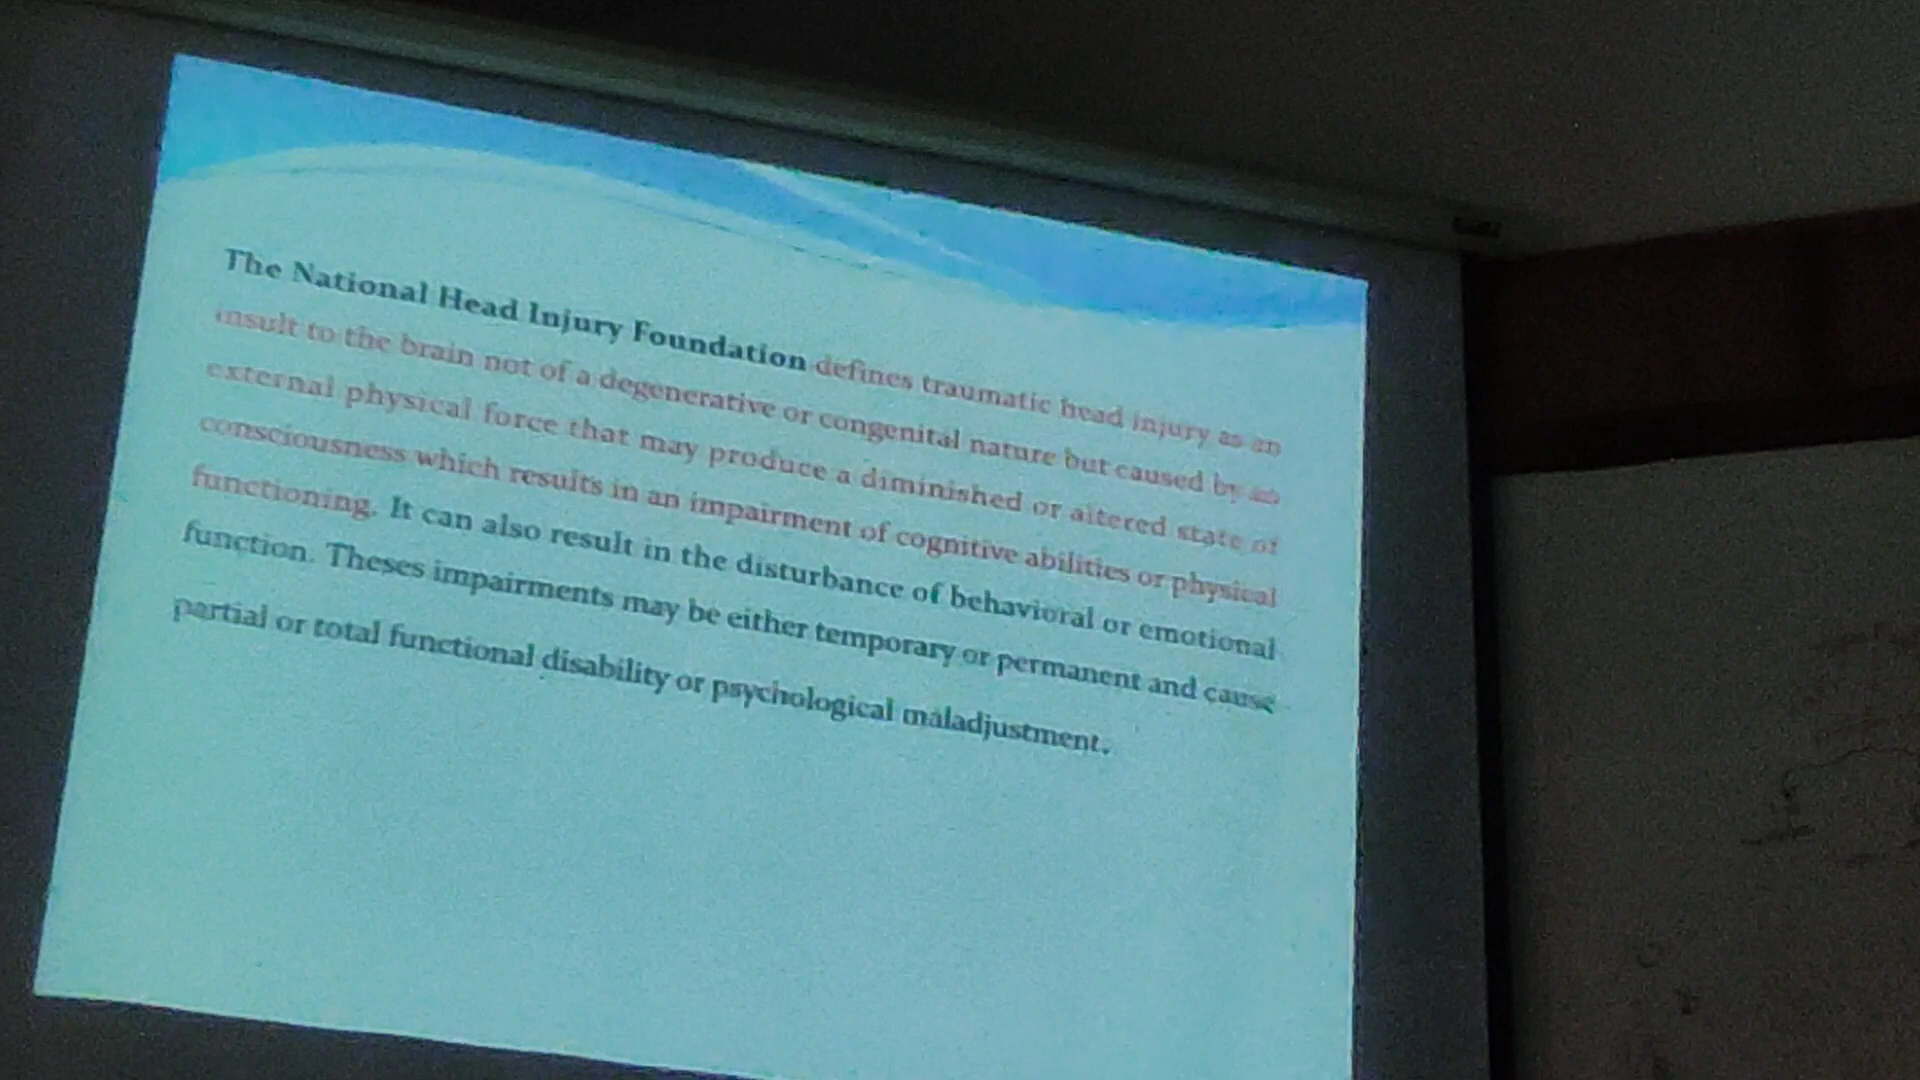 The National Head Injury Foundation defines traumatic head injury as an
insult to the brain not of a degenerative or congenital nature but caused by an
external physical force that may produce a diminished or altered state of
consciousness which results in an impairment of cognitive abilities or physical
functioning. It can also result in the disturbance of behavioral or emotional
function. Theses impairments may be either temporary or permanent and cause
partial or total functional disability or psychological maladjustment.